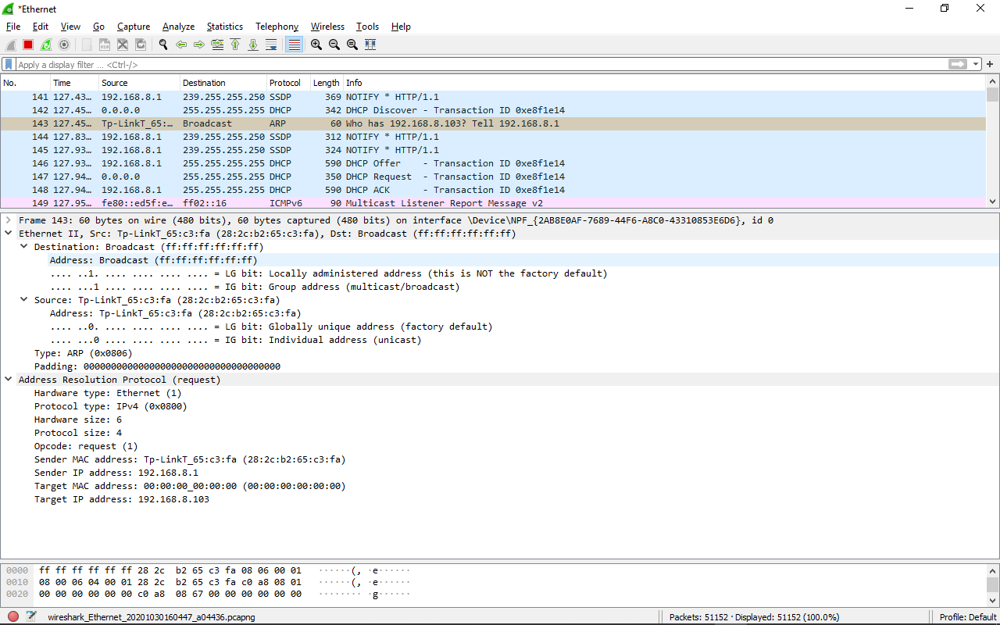 *Ethernet
File Edit View Go Capture Analyze Statistics Telephony Wireless Tools Help
Apply a display filter ... <Ctrl-/>
No. Time Source Destination Protocol Length Info
141 127.43… 192.168.8.1 239.255.255.250 SSDP 369 NOTIFY * HTTP/1.1
142 127.45… 0.0.0.0 255.255.255.255 DHCP 342 DHCP Discover - Transaction ID 0xe8f1e14
143 127.45… Tp-LinkT_65:… Broadcast ARP 60 Who has 192.168.8.103? Tell 192.168.8.1
144 127.83… 192.168.8.1 239.255.255.250 SSDP 312 NOTIFY * HTTP/1.1
145 127.93… 192.168.8.1 239.255.255.250 SSDP 324 NOTIFY * HTTP/1.1
146 127.93… 192.168.8.1 255.255.255.255 DHCP 590 DHCP Offer - Transaction ID 0xe8f1e14
147 127.94… 0.0.0.0 255.255.255.255 DHCP 350 DHCP Request - Transaction ID 0xe8f1e14
148 127.94… 192.168.8.1 255.255.255.255 DHCP 590 DHCP ACK - Transaction ID 0xe8f1e14
149 127.95… fe80::ed5f:e… ff02::16 ICMPv6 90 Multicast Listener Report Message v2
Frame 143: 60 bytes on wire (480 bits), 60 bytes captured (480 bits) on interface \Device\NPF_{2AB8E0AF-7689-44F6-A8C0-43310853E6D6}, id 0
Ethernet II, Src: Tp-LinkT_65:c3:fa (28:2c:b2:65:c3:fa), Dst: Broadcast (ff:ff:ff:ff:ff:ff)
Destination: Broadcast (ff:ff:ff:ff:ff:ff)
Address: Broadcast (ff:ff:ff:ff:ff:ff)
.... ..1. .... .... .... .... = LG bit: Locally administered address (this is NOT the factory default)
.... ...1 .... .... .... .... = IG bit: Group address (multicast/broadcast)
Source: Tp-LinkT_65:c3:fa (28:2c:b2:65:c3:fa)
Address: Tp-LinkT_65:c3:fa (28:2c:b2:65:c3:fa)
.... ..0. .... .... .... .... = LG bit: Globally unique address (factory default)
.... ...0 .... .... .... .... = IG bit: Individual address (unicast)
Type: ARP (0x0806)
Padding: 000000000000000000000000000000000000
Address Resolution Protocol (request)
Hardware type: Ethernet (1)
Protocol type: IPv4 (0x0800)
Hardware size: 6
Protocol size: 4
Opcode: request (1)
Sender MAC address: Tp-LinkT_65:c3:fa (28:2c:b2:65:c3:fa)
Sender IP address: 192.168.8.1
Target MAC address: 00:00:00_00:00:00 (00:00:00:00:00:00)
Target IP address: 192.168.8.103
0000 ff ff ff ff ff ff 28 2c b2 65 c3 fa 08 06 00 01 ······(, ·e······
0010 08 00 06 04 00 01 28 2c b2 65 c3 fa c0 a8 08 01 ······(, ·e······
0020 00 00 00 00 00 00 c0 a8 08 67 00 00 00 00 00 00 ········ ·g······
wireshark_Ethernet_20201030160447_a04436.pcapng Packets: 51152 · Displayed: 51152 (100.0%) Profile: Default